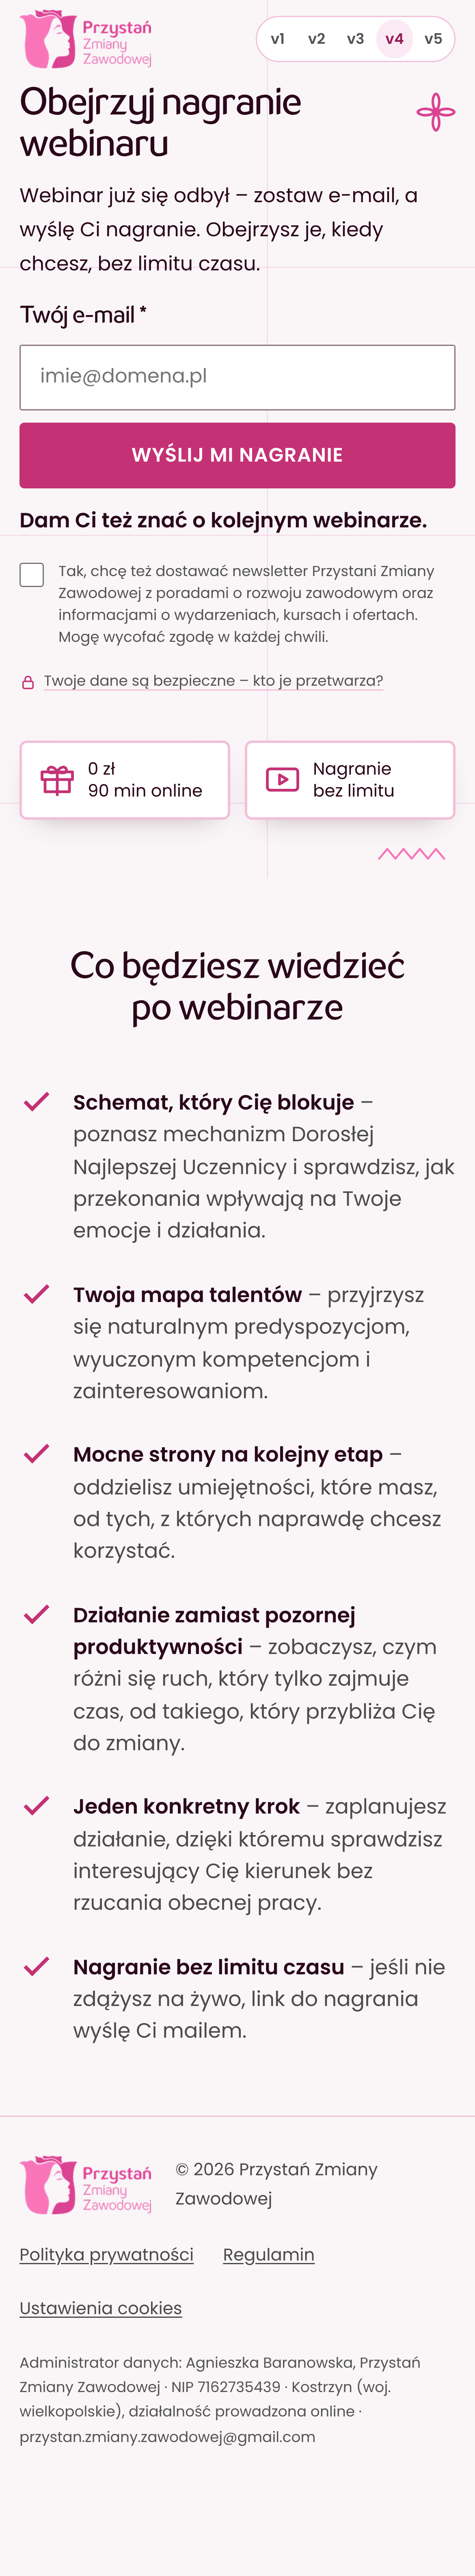 Przystań
Zmiany
Zawodowej
v1 v2 v3 v4 v5
Obejrzyj nagranie
webinaru
Webinar już się odbył – zostaw e-mail, a
wyślę Ci nagranie. Obejrzysz je, kiedy
chcesz, bez limitu czasu.
Twój e-mail *
imie@domena.pl
WYŚLIJ MI NAGRANIE
Dam Ci też znać o kolejnym webinarze.
Tak, chcę też dostawać newsletter Przystani Zmiany
Zawodowej z poradami o rozwoju zawodowym oraz
informacjami o wydarzeniach, kursach i ofertach.
Mogę wycofać zgodę w każdej chwili.
Twoje dane są bezpieczne – kto je przetwarza?
0 zł
90 min online
Nagranie
bez limitu
Co będziesz wiedzieć
po webinarze
Schemat, który Cię blokuje –
poznasz mechanizm Dorosłej
Najlepszej Uczennicy i sprawdzisz, jak
przekonania wpływają na Twoje
emocje i działania.
Twoja mapa talentów – przyjrzysz
się naturalnym predyspozycjom,
wyuczonym kompetencjom i
zainteresowaniom.
Mocne strony na kolejny etap –
oddzielisz umiejętności, które masz,
od tych, z których naprawdę chcesz
korzystać.
Działanie zamiast pozornej
produktywności – zobaczysz, czym
różni się ruch, który tylko zajmuje
czas, od takiego, który przybliża Cię
do zmiany.
Jeden konkretny krok – zaplanujesz
działanie, dzięki któremu sprawdzisz
interesujący Cię kierunek bez
rzucania obecnej pracy.
Nagranie bez limitu czasu – jeśli nie
zdążysz na żywo, link do nagrania
wyślę Ci mailem.
Przystań
Zmiany
Zawodowej
© 2026 Przystań Zmiany
Zawodowej
Polityka prywatności Regulamin
Ustawienia cookies
Administrator danych: Agnieszka Baranowska, Przystań
Zmiany Zawodowej · NIP 7162735439 · Kostrzyn (woj.
wielkopolskie), działalność prowadzona online ·
przystan.zmiany.zawodowej@gmail.com